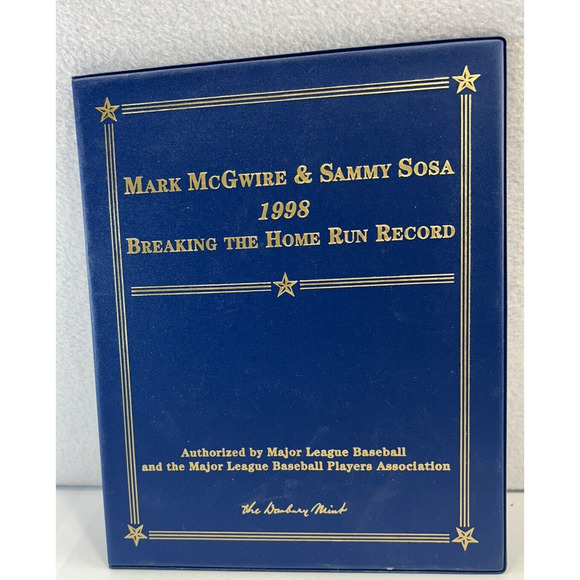 MARK MCGWIRE & SAMMY SOSA
1998
BREAKING THE HOME RUN RECORD
Authorized by Major League Baseball
and the Major League Baseball Players Association
The Danbury Mint